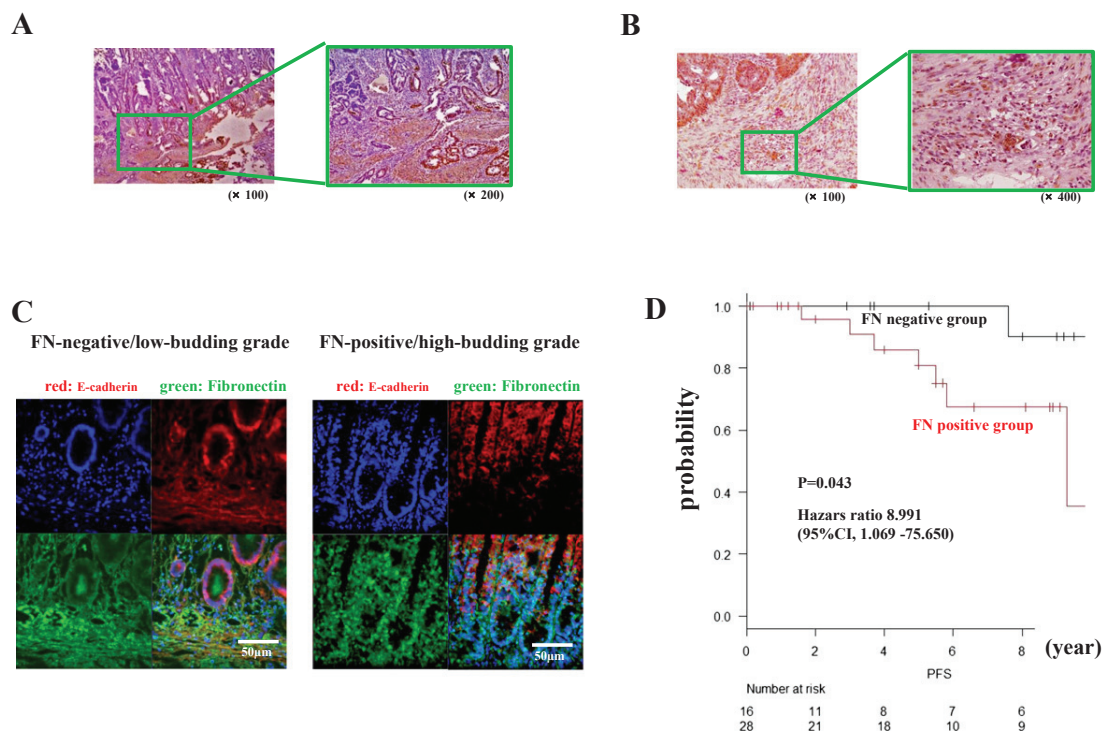 A
(× 100)
(× 200)
B
(× 100)
(× 400)
C
FN-negative/low-budding grade
FN-positive/high-budding grade
red: E-cadherin
green: Fibronectin
red: E-cadherin
green: Fibronectin
50μm
50μm
D
probability
1.0
0.8
0.6
0.4
0.2
0.0
FN negative group
FN positive group
P=0.043
Hazars ratio 8.991
(95%CI, 1.069 -75.650)
0 2 4 6 8
(year)
PFS
Number at risk
16 11 8 7 6
28 21 18 10 9